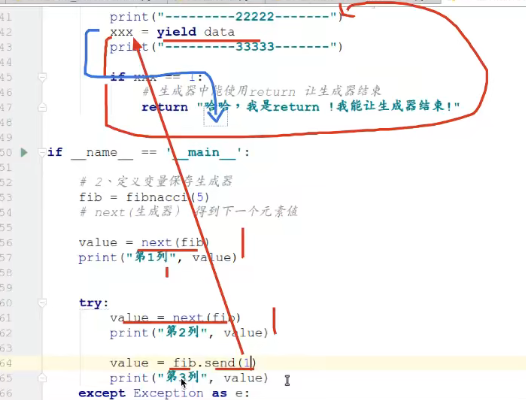 41 print("----------22222-------")
42 xxx = yield data
43 print("----------33333-------")
44
45 if xxx == 1:
46 # 生成器中能使用return 让生成器结束
47 return "哈哈，我是return !我能让生成器结束!"
48
49
50 if __name__ == '__main__':
51
52 # 2、定义变量保存生成器
53 fib = fibnacci(5)
54 # next(生成器) 得到下一个元素值
55
56 value = next(fib)
57 print("第1列", value)
58
59
60 try:
61 value = next(fib)
62 print("第2列", value)
63
64 value = fib.send(1)
65 print("第3列", value)
66 except Exception as e: